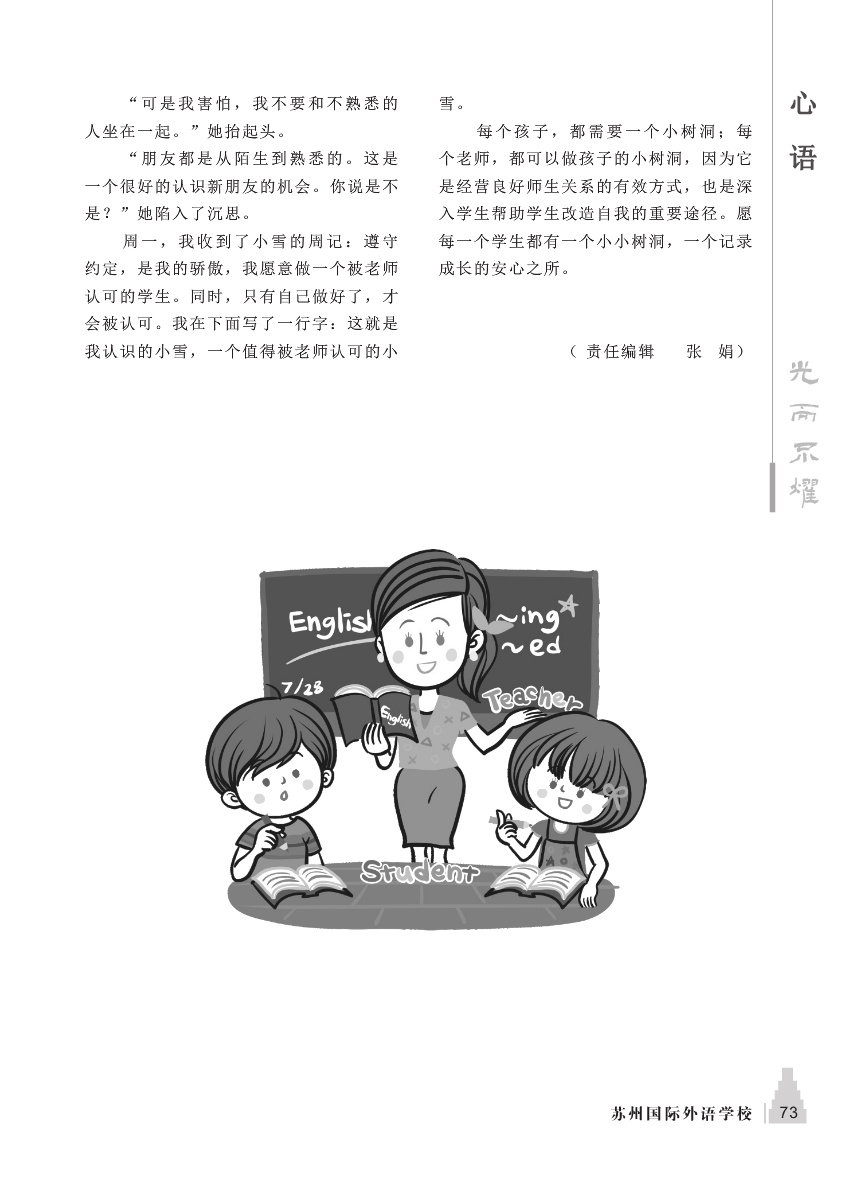 “可是我害怕，我不要和不熟悉的
人坐在一起。”她抬起头。
“朋友都是从陌生到熟悉的。这是
一个很好的认识新朋友的机会。你说是不
是？”她陷入了沉思。
周一，我收到了小雪的周记：遵守
约定，是我的骄傲，我愿意做一个被老师
认可的学生。同时，只有自己做好了，才
会被认可。我在下面写了一行字：这就是
我认识的小雪，一个值得被老师认可的小
雪。
每个孩子，都需要一个小树洞；每
个老师，都可以做孩子的小树洞，因为它
是经营良好师生关系的有效方式，也是深
入学生帮助学生改造自我的重要途径。愿
每一个学生都有一个小小树洞，一个记录
成长的安心之所。
（ 责任编辑 张 娟）
心
语
光
而
不
耀
English
~ing
~ed
7/28
English
Teacher
Student
苏州国际外语学校
73